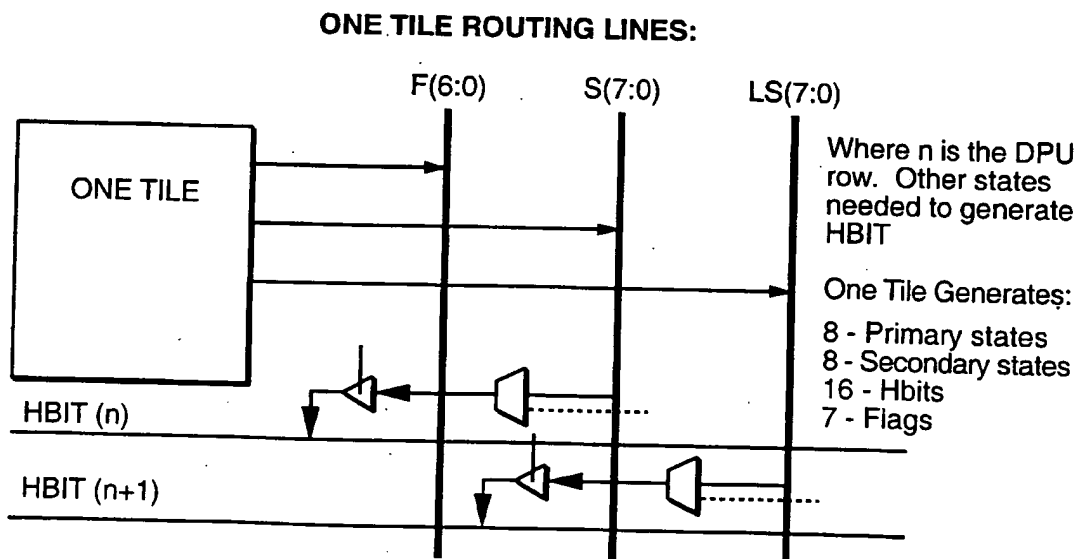 ONE TILE ROUTING LINES:
F(6:0) S(7:0) LS(7:0)
ONE TILE
Where n is the DPU
row. Other states
needed to generate
HBIT
One Tile Generates:
8 - Primary states
8 - Secondary states
16 - Hbits
7 - Flags
HBIT (n)
HBIT (n+1)